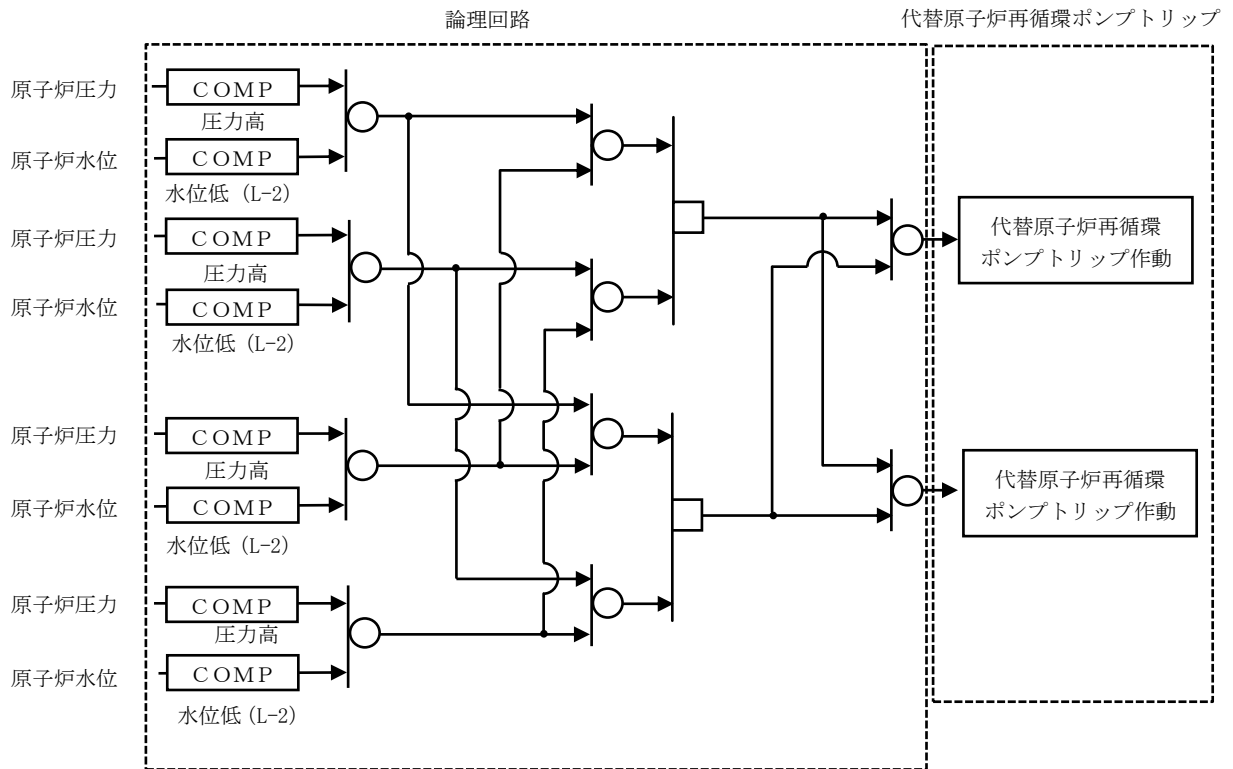 論理回路
代替原子炉再循環ポンプトリップ
原子炉圧力
ＣＯＭＰ
圧力高
原子炉水位
ＣＯＭＰ
水位低 (L-2)
原子炉圧力
ＣＯＭＰ
圧力高
原子炉水位
ＣＯＭＰ
水位低 (L-2)
原子炉圧力
ＣＯＭＰ
圧力高
原子炉水位
ＣＯＭＰ
水位低 (L-2)
原子炉圧力
ＣＯＭＰ
圧力高
原子炉水位
ＣＯＭＰ
水位低 (L-2)
代替原子炉再循環
ポンプトリップ作動
代替原子炉再循環
ポンプトリップ作動